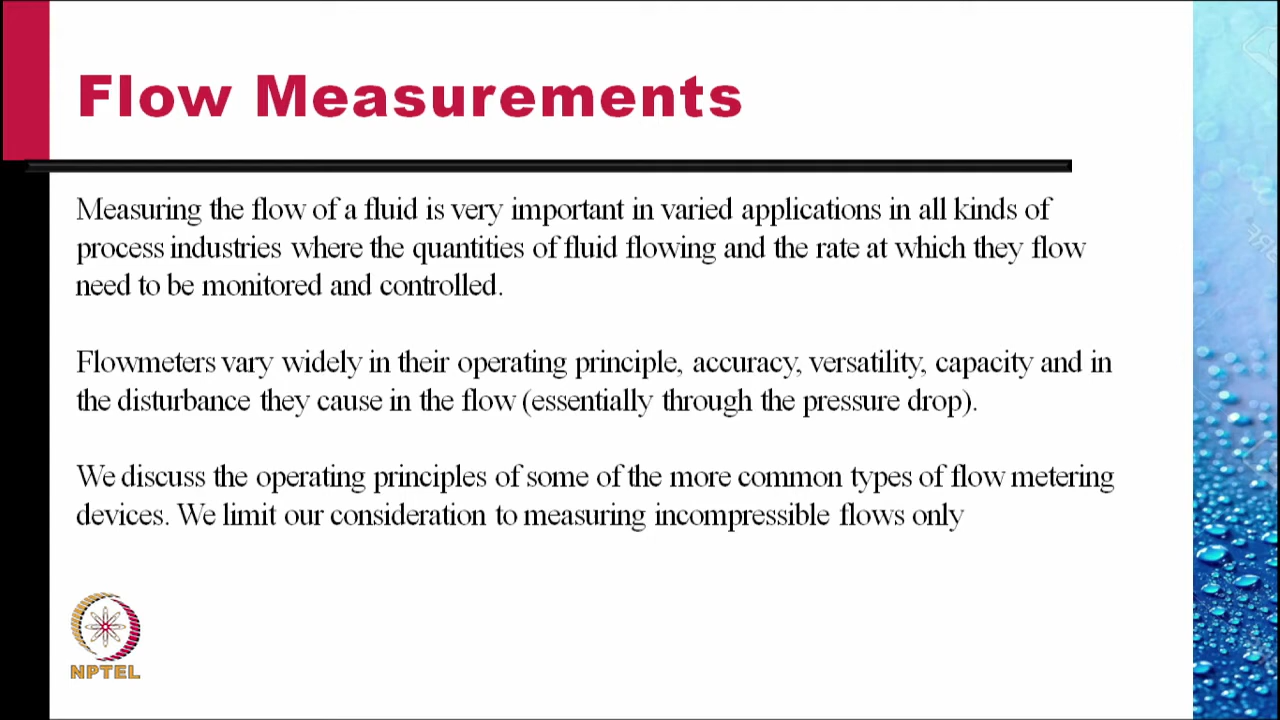 Flow Measurements
Measuring the flow of a fluid is very important in varied applications in all kinds of
process industries where the quantities of fluid flowing and the rate at which they flow
need to be monitored and controlled.
Flowmeters vary widely in their operating principle, accuracy, versatility, capacity and in
the disturbance they cause in the flow (essentially through the pressure drop).
We discuss the operating principles of some of the more common types of flow metering
devices. We limit our consideration to measuring incompressible flows only
NPTEL